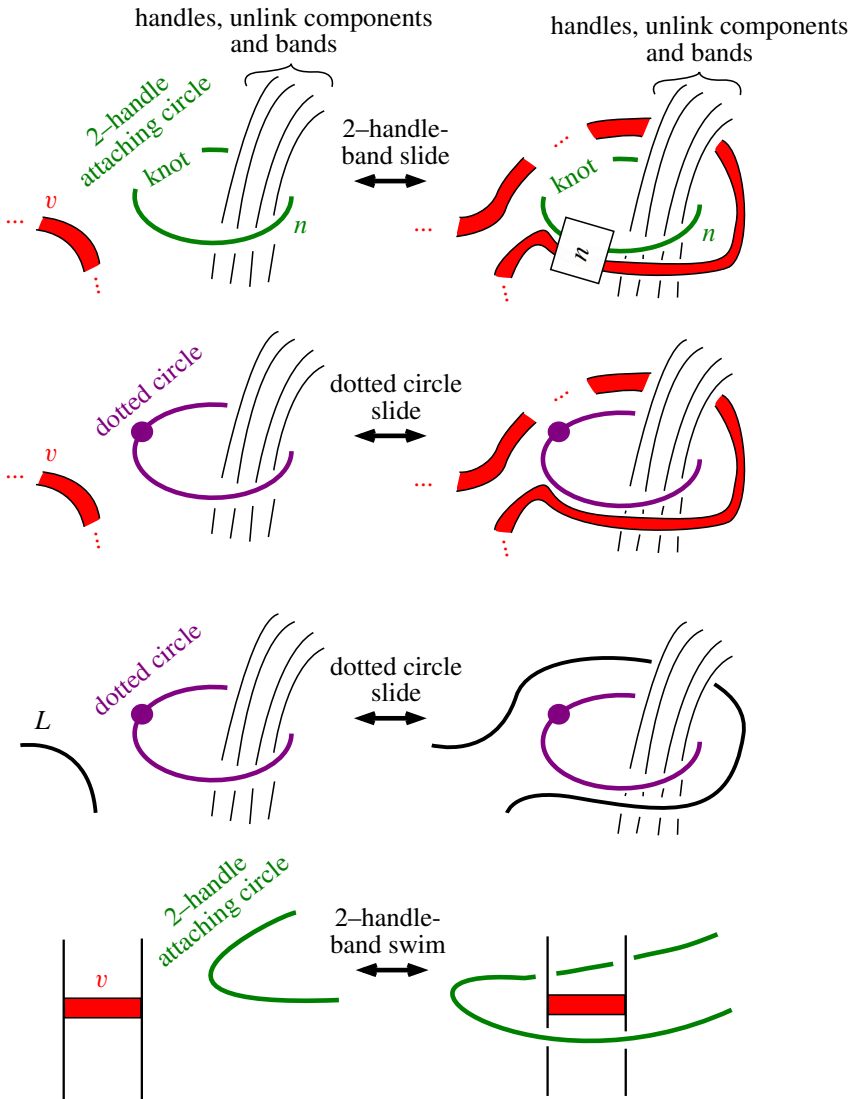 handles, unlink components
and bands
handles, unlink components
and bands
2–handle
attaching circle
2–handle-
band slide
...
v
...
knot
n
...
...
...
knot
n
n
dotted circle
dotted circle
slide
...
v
...
...
...
...
dotted circle
dotted circle
slide
L
2–handle
attaching circle
2–handle-
band swim
v